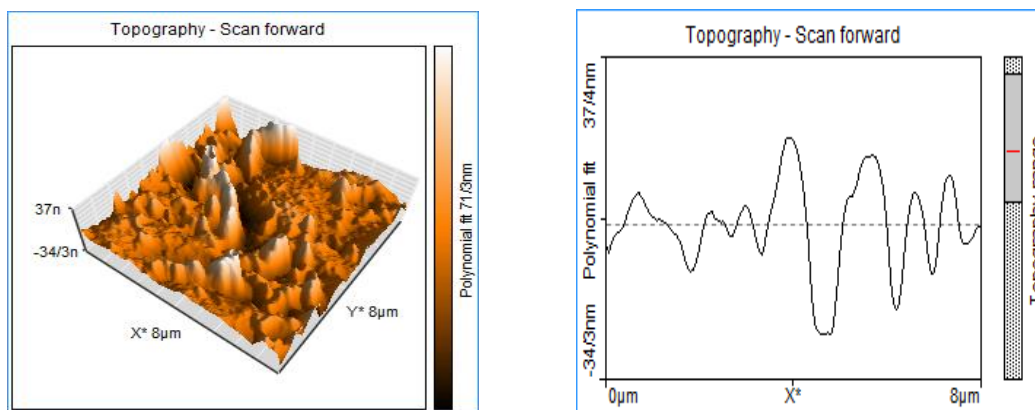 Topography - Scan forward
37n
-34/3n
X* 8µm
Y* 8µm
Polynomial fit 71/3nm
Topography - Scan forward
37/4nm
Polynomial fit
-34/3nm
0µm
X*
8µm